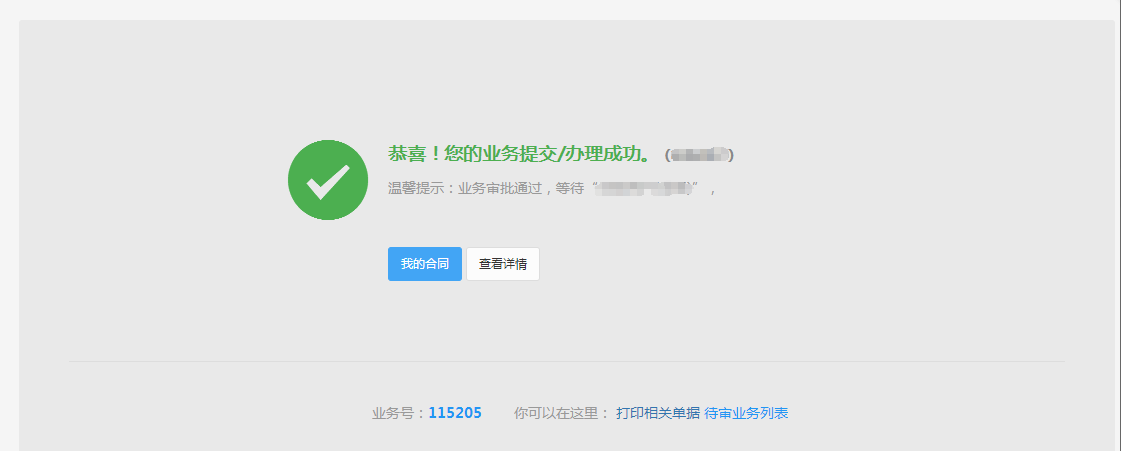 恭喜！您的业务提交/办理成功。 ()
温馨提示：业务审批通过，等待“”，
我的合同 查看详情
业务号：115205 你可以在这里： 打印相关单据 待审业务列表